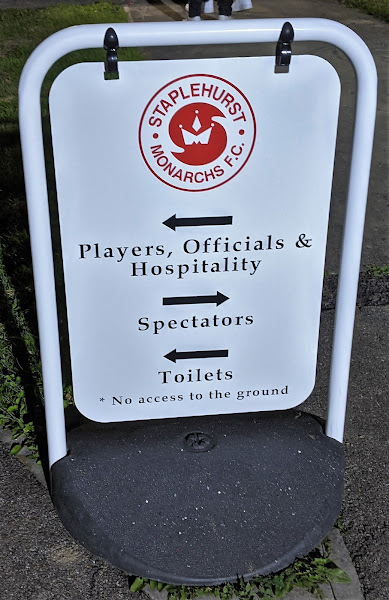 STAPLEHURST
MONARCHS F.C.
Players, Officials &
Hospitality
Spectators
Toilets
* No access to the ground